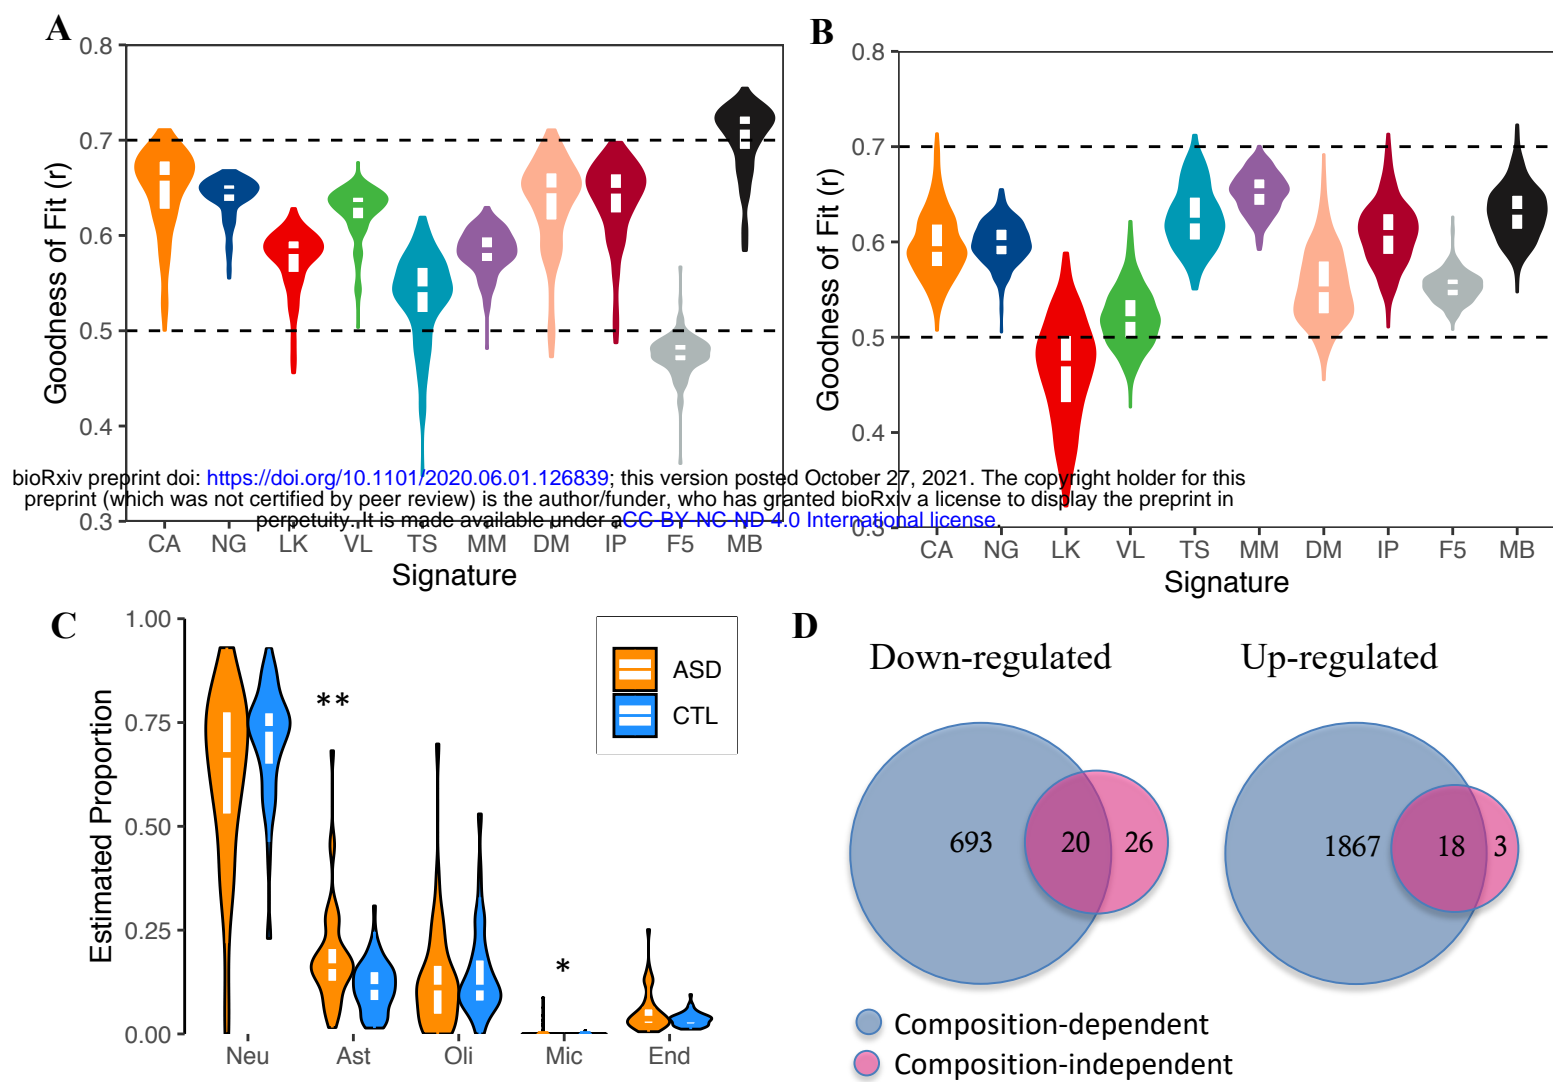 A
B
0.8
0.7
0.6
0.5
0.4
0.3
Goodness of Fit (r)
CA NG LK VL TS MM DM IP F5 MB
Signature
0.8
0.7
0.6
0.5
0.4
0.3
Goodness of Fit (r)
CA NG LK VL TS MM DM IP F5 MB
Signature
bioRxiv preprint doi: https://doi.org/10.1101/2020.06.01.126839; this version posted October 27, 2021. The copyright holder for this
preprint (which was not certified by peer review) is the author/funder, who has granted bioRxiv a license to display the preprint in
perpetuity. It is made available under aCC-BY-NC-ND 4.0 International license.
C
1.00
0.75
0.50
0.25
0.00
Estimated Proportion
**
*
ASD
CTL
Neu Ast Oli Mic End
D
Down-regulated Up-regulated
693 20 26 1867 18 3
Composition-dependent
Composition-independent